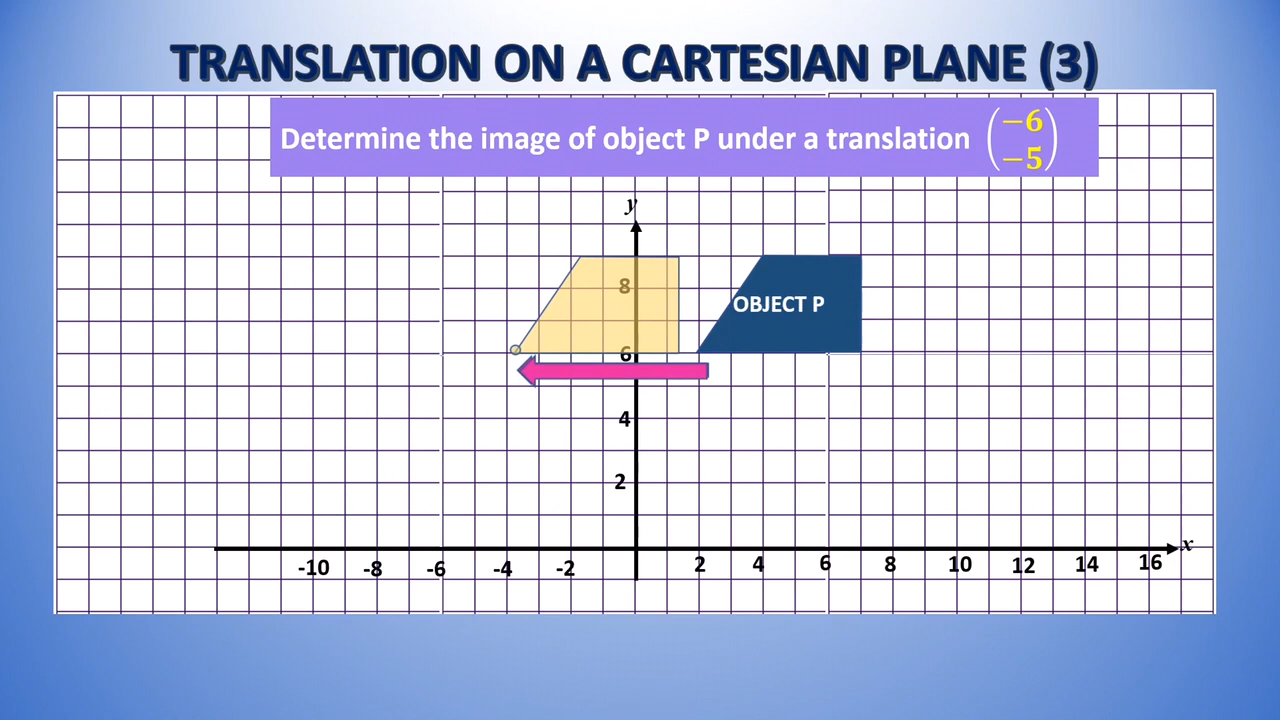 TRANSLATION ON A CARTESIAN PLANE (3)
Determine the image of object P under a translation (−6 −5)
y
8
OBJECT P
6
4
2
x
-10 -8 -6 -4 -2 2 4 6 8 10 12 14 16